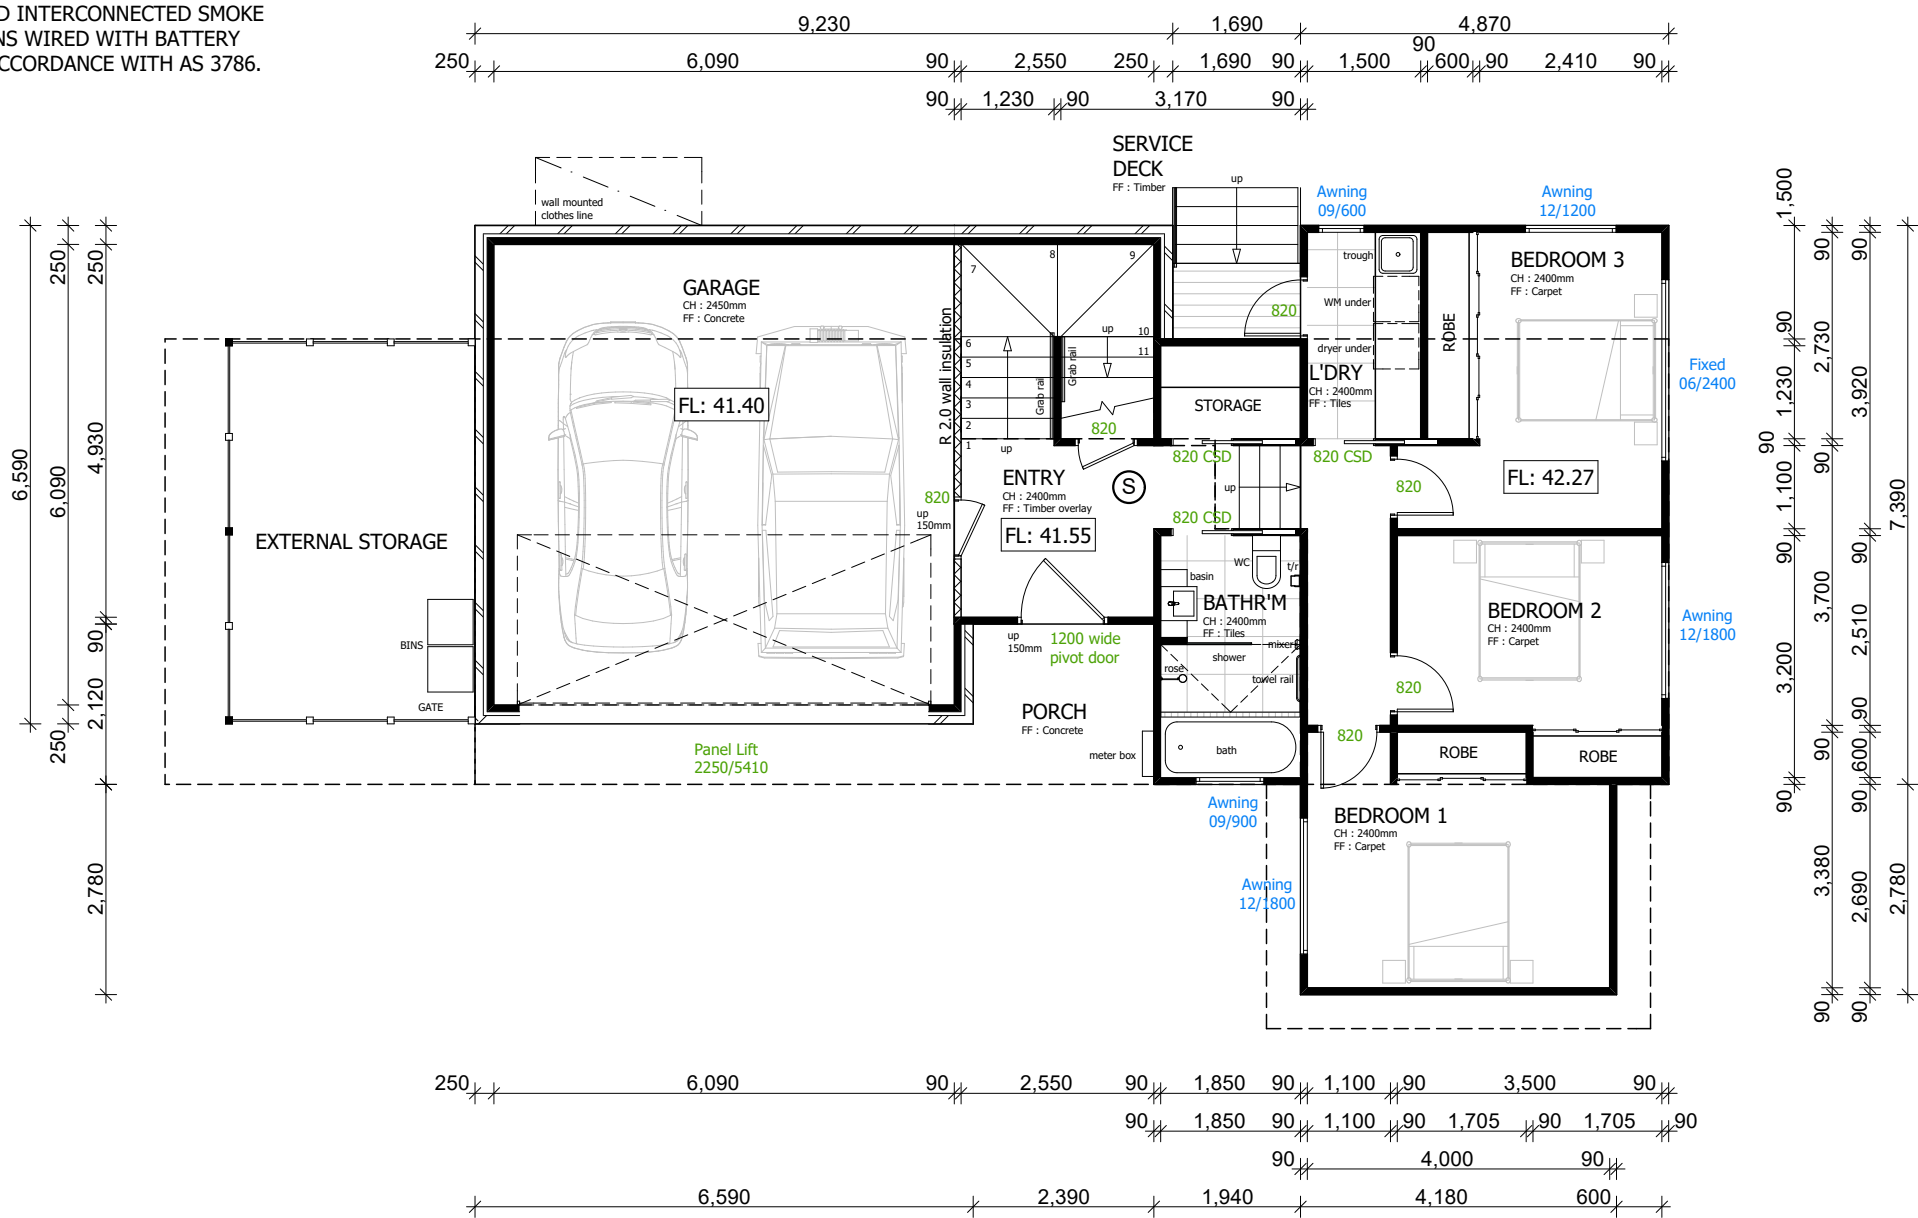 D INTERCONNECTED SMOKE
NS WIRED WITH BATTERY
CCORDANCE WITH AS 3786.
9,230 1,690 4,870
250 6,090 90 2,550 250 1,690 90 1,500 90 600 90 2,410 90
90 1,230 90 3,170 90
SERVICE
DECK
FF : Timber
up
Awning
09/600
Awning
12/1200
wall mounted
clothes line
GARAGE
CH : 2450mm
FF : Concrete
FL: 41.40
R 2.0 wall insulation
7
8
9
10
11
6
5
4
3
2
1
up
up
Grab rail
Grab rail
820
STORAGE
820
trough
WM under
dryer under
L'DRY
CH : 2400mm
FF : Tiles
ROBE
BEDROOM 3
CH : 2400mm
FF : Carpet
Fixed
06/2400
820 CSD
820 CSD
ENTRY
CH : 2400mm
FF : Timber overlay
FL: 41.55
S
up
820
FL: 42.27
820
up
150mm
820 CSD
EXTERNAL STORAGE
WC
t/r
basin
BATHR'M
CH : 2400mm
FF : Tiles
mixer
shower
rose
towel rail
bath
BEDROOM 2
CH : 2400mm
FF : Carpet
Awning
12/1800
BINS
GATE
up
150mm
1200 wide
pivot door
PORCH
FF : Concrete
meter box
820
820
ROBE
ROBE
Panel Lift
2250/5410
Awning
09/900
BEDROOM 1
CH : 2400mm
FF : Carpet
Awning
12/1800
6,590
250 6,090 250
250 4,930 90 2,120 2,780
1,500 90 1,230 90 1,100 90 3,200 90
90 2,730 90 3,700 90 3,380 90
90 3,920 90 2,510 90 600 90 2,690 90
7,390 2,780
250 6,090 90 2,550 90 1,850 90 1,100 90 3,500 90
90 1,850 90 1,100 90 1,705 90 1,705 90
90 4,000 90
6,590 2,390 1,940 4,180 600